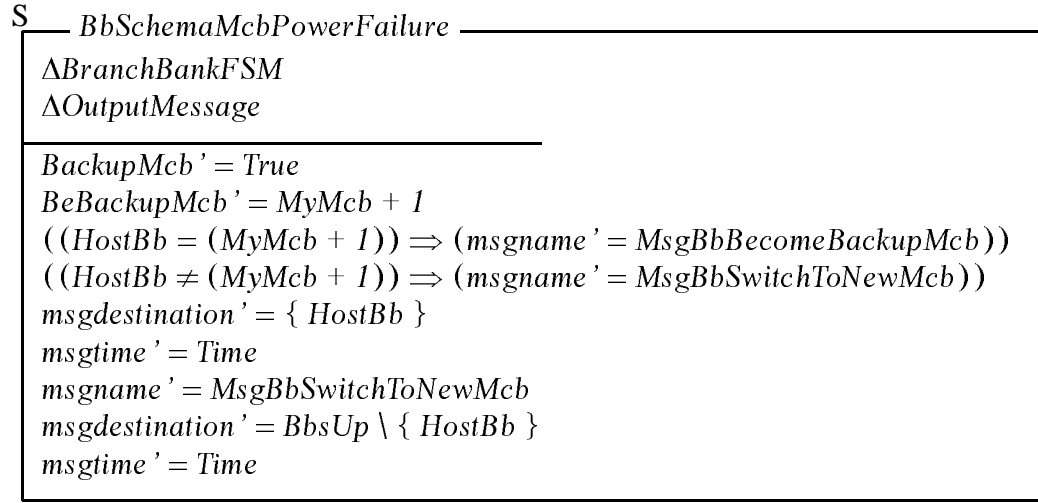 S
BbSchemaMcbPowerFailure
ΔBranchBankFSM
ΔOutputMessage
BackupMcb ' = True
BeBackupMcb ' = MyMcb + 1
((HostBb = (MyMcb + 1)) ⇒ (msgname ' = MsgBbBecomeBackupMcb))
((HostBb ≠ (MyMcb + 1)) ⇒ (msgname ' = MsgBbSwitchToNewMcb))
msgdestination ' = { HostBb }
msgtime ' = Time
msgname ' = MsgBbSwitchToNewMcb
msgdestination ' = BbsUp \ { HostBb }
msgtime ' = Time